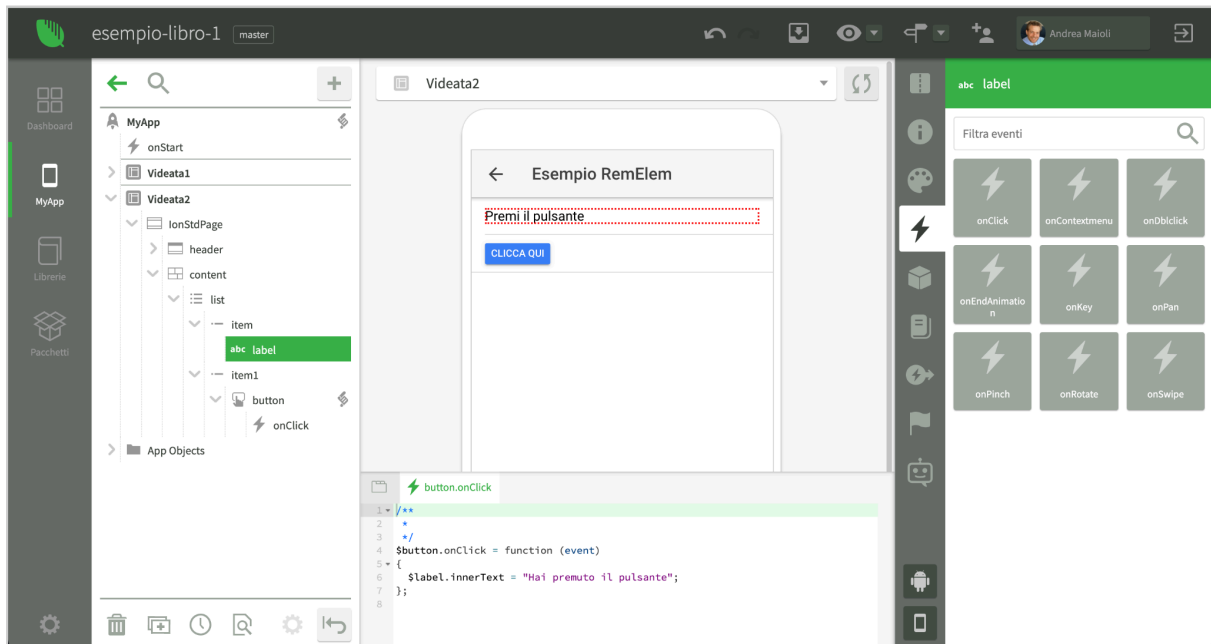 esempio-libro-1 master
Andrea Maioli
Dashboard
MyApp
Librerie
Pacchetti
MyApp
onStart
Videata1
Videata2
IonStdPage
header
content
list
item
abc label
item1
button
onClick
App Objects
Videata2
Esempio RemElem
Premi il pulsante
CLICCA QUI
button.onClick
1 /**
2 *
3 */
4 $button.onClick = function (event)
5 {
6 $label.innerText = "Hai premuto il pulsante";
7 };
8
abc label
Filtra eventi
onClick onContextmenu onDblclick
onEndAnimatio
n onKey onPan
onPinch onRotate onSwipe